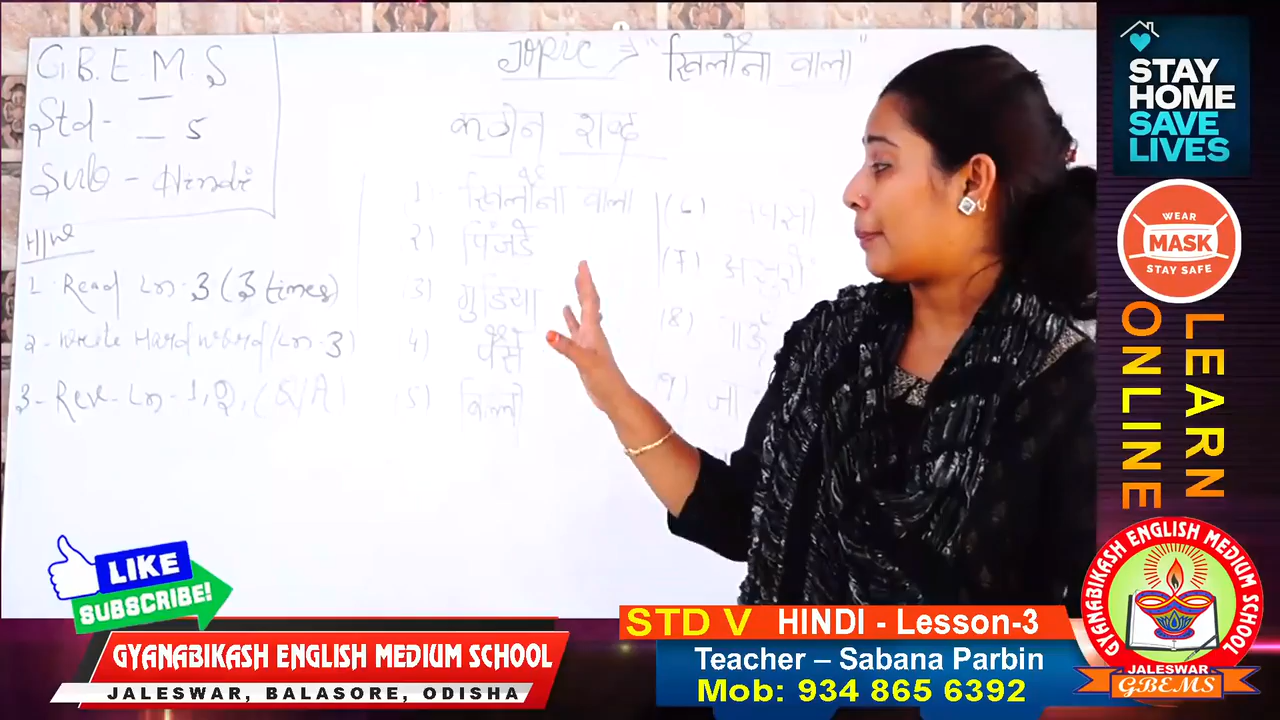 G.B.E.M.S
Std- 5
Sub - Hindi
H/W
1. Read Ln-3 (3 times)
2- Write Hard word (Ln-3)
3- Rev- Ln-1,2, (Q/A)
Topic → "खिलौना वाला"
कठीन शब्द
1. खिलौना वाला
२) पिंजडे
3) गुडिया
4) पैसे
5)
(6)
(7)
(8)
(9)
STAY
HOME
SAVE
LIVES
WEAR
MASK
STAY SAFE
LEARN
ONLINE
LIKE
SUBSCRIBE!
GYANABIKASH ENGLISH MEDIUM SCHOOL
JALESWAR, BALASORE, ODISHA
STD V HINDI - Lesson-3
Teacher – Sabana Parbin
Mob: 934 865 6392
GYANABIKASH ENGLISH MEDIUM SCHOOL
JALESWAR
GBEMS